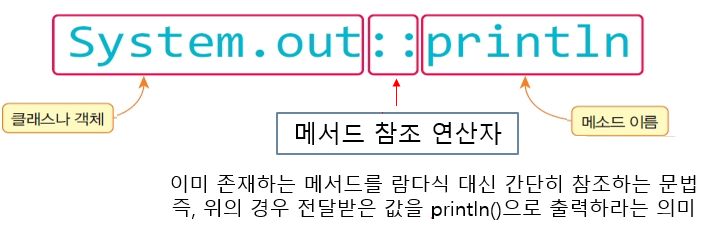 System.out::println
클래스나 객체
메서드 참조 연산자
메소드 이름
이미 존재하는 메서드를 람다식 대신 간단히 참조하는 문법
즉, 위의 경우 전달받은 값을 println()으로 출력하라는 의미